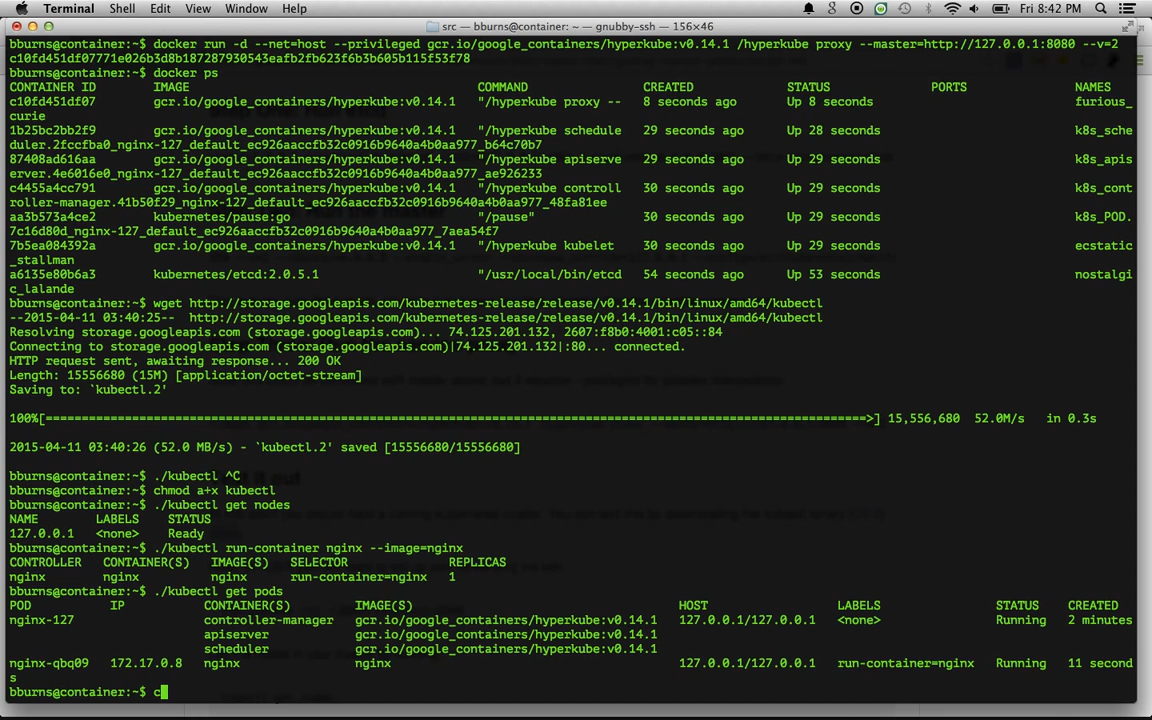 Terminal Shell Edit View Window Help Fri 8:42 PM
src — bburns@container: ~ — gnubby-ssh — 156×46
bburns@container:~$ docker run -d --net=host --privileged gcr.io/google_containers/hyperkube:v0.14.1 /hyperkube proxy --master=http://127.0.0.1:8080 --v=2
c10fd451df07771e026b3d8b187287930543eafb2fb623f6b3b605b115f53f78
bburns@container:~$ docker ps
CONTAINER ID IMAGE COMMAND CREATED STATUS PORTS NAMES
c10fd451df07 gcr.io/google_containers/hyperkube:v0.14.1 "/hyperkube proxy -- 8 seconds ago Up 8 seconds furious_
curie
1b25bc2bb2f9 gcr.io/google_containers/hyperkube:v0.14.1 "/hyperkube schedule 29 seconds ago Up 28 seconds k8s_sche
duler.2fccfba0_nginx-127_default_ec926aaccfb32c0916b9640a4b0aa977_b64c70b7
87408ad616aa gcr.io/google_containers/hyperkube:v0.14.1 "/hyperkube apiserve 29 seconds ago Up 29 seconds k8s_apis
erver.4e6016e0_nginx-127_default_ec926aaccfb32c0916b9640a4b0aa977_ae926233
c4455a4cc791 gcr.io/google_containers/hyperkube:v0.14.1 "/hyperkube controll 30 seconds ago Up 29 seconds k8s_cont
roller-manager.41b50f29_nginx-127_default_ec926aaccfb32c0916b9640a4b0aa977_48fa81ee
aa3b573a4ce2 kubernetes/pause:go "/pause" 30 seconds ago Up 29 seconds k8s_POD.
7c16d80d_nginx-127_default_ec926aaccfb32c0916b9640a4b0aa977_7aea54f7
7b5ea084392a gcr.io/google_containers/hyperkube:v0.14.1 "/hyperkube kubelet 30 seconds ago Up 29 seconds ecstatic
_stallman
a6135e80b6a3 kubernetes/etcd:2.0.5.1 "/usr/local/bin/etcd 54 seconds ago Up 53 seconds nostalgi
c_lalande
bburns@container:~$ wget http://storage.googleapis.com/kubernetes-release/release/v0.14.1/bin/linux/amd64/kubectl
--2015-04-11 03:40:25-- http://storage.googleapis.com/kubernetes-release/release/v0.14.1/bin/linux/amd64/kubectl
Resolving storage.googleapis.com (storage.googleapis.com)... 74.125.201.132, 2607:f8b0:4001:c05::84
Connecting to storage.googleapis.com (storage.googleapis.com)|74.125.201.132|:80... connected.
HTTP request sent, awaiting response... 200 OK
Length: 15556680 (15M) [application/octet-stream]
Saving to: `kubectl.2'
100%[==================================================================================================================>] 15,556,680 52.0M/s in 0.3s
2015-04-11 03:40:26 (52.0 MB/s) - `kubectl.2' saved [15556680/15556680]
bburns@container:~$ ./kubectl ^C
bburns@container:~$ chmod a+x kubectl
bburns@container:~$ ./kubectl get nodes
NAME LABELS STATUS
127.0.0.1 <none> Ready
bburns@container:~$ ./kubectl run-container nginx --image=nginx
CONTROLLER CONTAINER(S) IMAGE(S) SELECTOR REPLICAS
nginx nginx nginx run-container=nginx 1
bburns@container:~$ ./kubectl get pods
POD IP CONTAINER(S) IMAGE(S) HOST LABELS STATUS CREATED
nginx-127 controller-manager gcr.io/google_containers/hyperkube:v0.14.1 127.0.0.1/127.0.0.1 <none> Running 2 minutes
apiserver gcr.io/google_containers/hyperkube:v0.14.1
scheduler gcr.io/google_containers/hyperkube:v0.14.1
nginx-qbq09 172.17.0.8 nginx nginx 127.0.0.1/127.0.0.1 run-container=nginx Running 11 second
s
bburns@container:~$ c